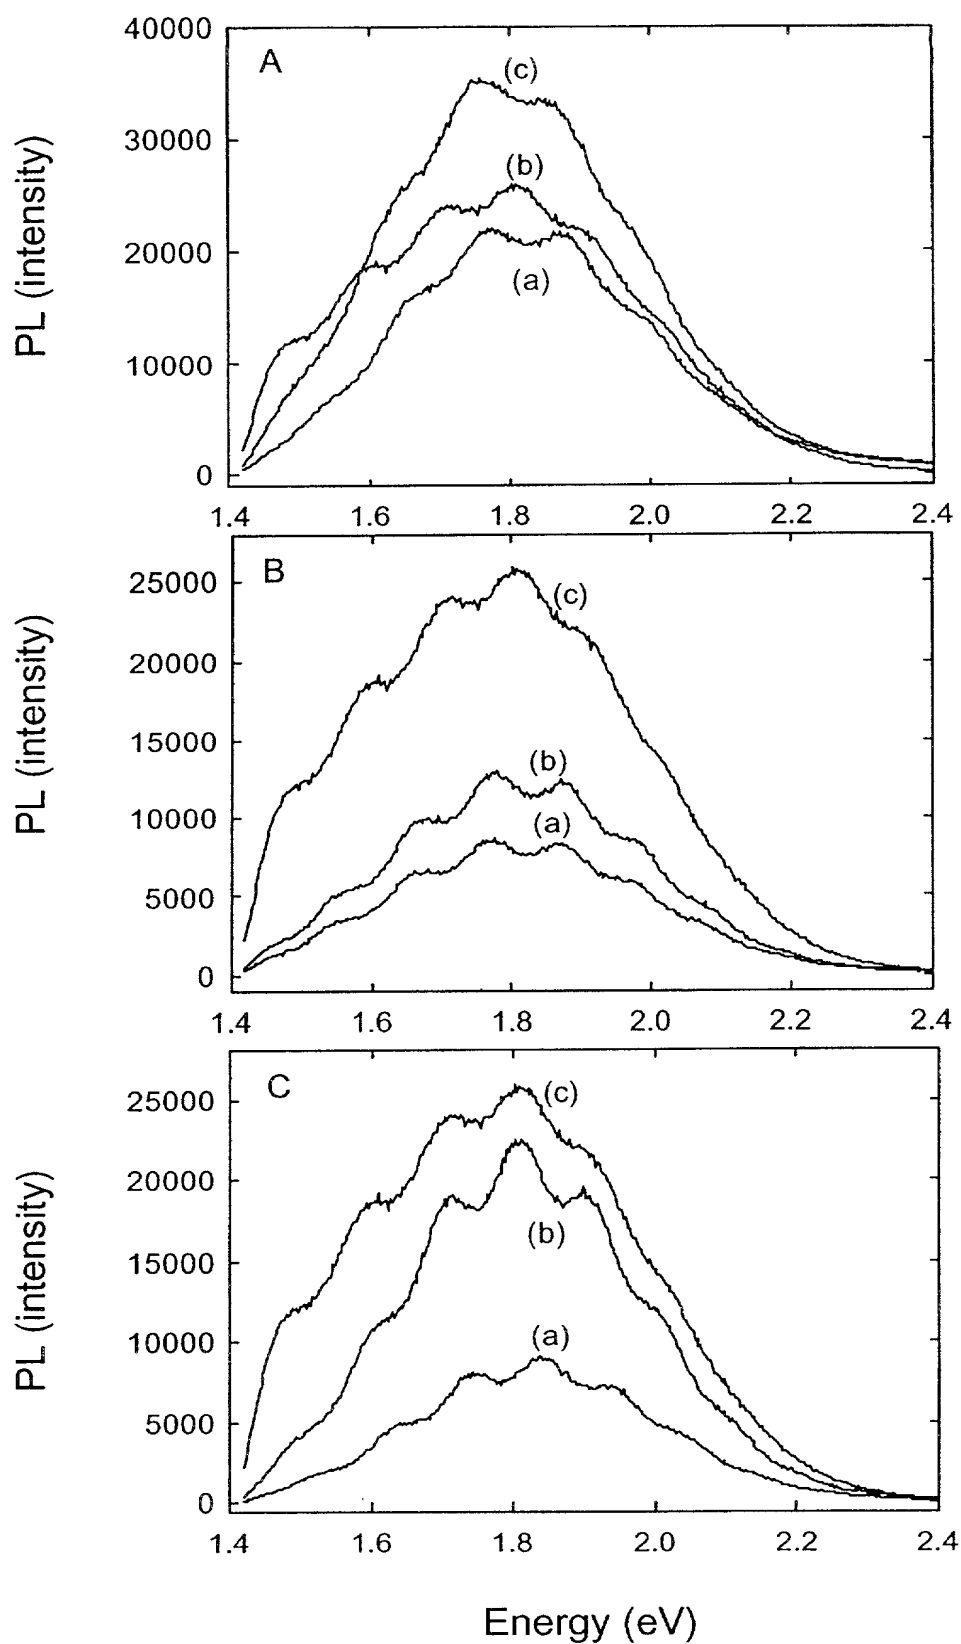 40000
A
(c)
30000
(b)
PL (intensity)
20000
(a)
10000
0
1.4 1.6 1.8 2.0 2.2 2.4
B
25000
(c)
20000
PL (intensity)
15000
(b)
10000
(a)
5000
0
1.4 1.6 1.8 2.0 2.2 2.4
C
(c)
25000
20000
(b)
PL (intensity)
15000
(a)
10000
5000
0
1.4 1.6 1.8 2.0 2.2 2.4
Energy (eV)